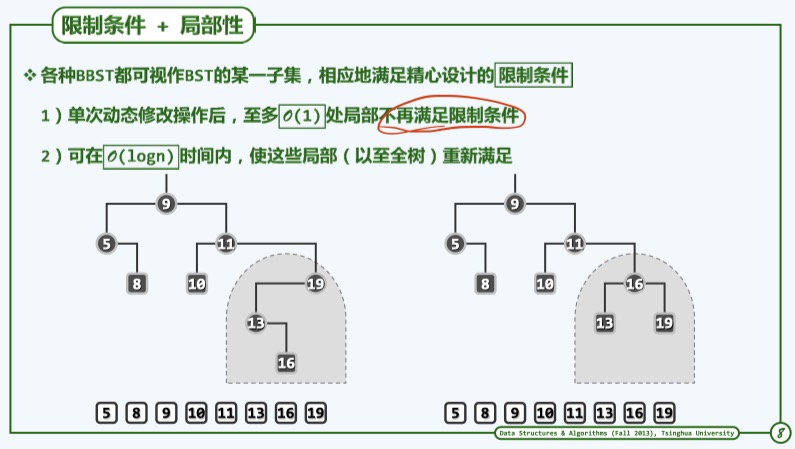 限制条件 + 局部性
❖各种BBST都可视作BST的某一子集，相应地满足精心设计的限制条件
1）单次动态修改操作后，至多O(1)处局部不再满足限制条件
2）可在O(logn)时间内，使这些局部（以至全树）重新满足
9
5
11
8
10
19
13
16
5 8 9 10 11 13 16 19
9
5
11
8
10
16
13
19
5 8 9 10 11 13 16 19
Data Structures & Algorithms (Fall 2013), Tsinghua University
8